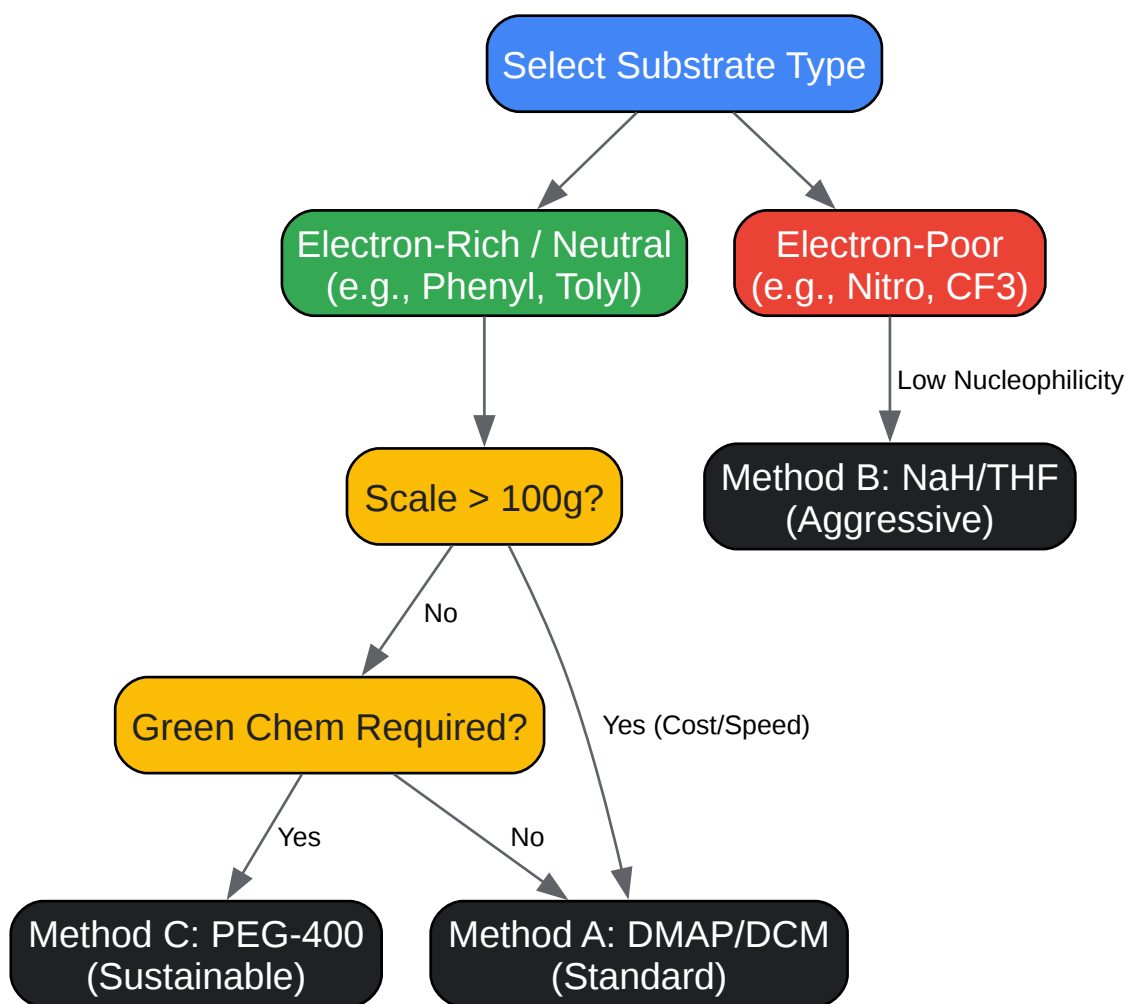 Select Substrate Type
Electron-Rich / Neutral
(e.g., Phenyl, Tolyl)
Electron-Poor
(e.g., Nitro, CF3)
Low Nucleophilicity
Scale > 100g?
Method B: NaH/THF
(Aggressive)
No
Green Chem Required?
Yes (Cost/Speed)
Yes
No
Method C: PEG-400
(Sustainable)
Method A: DMAP/DCM
(Standard)